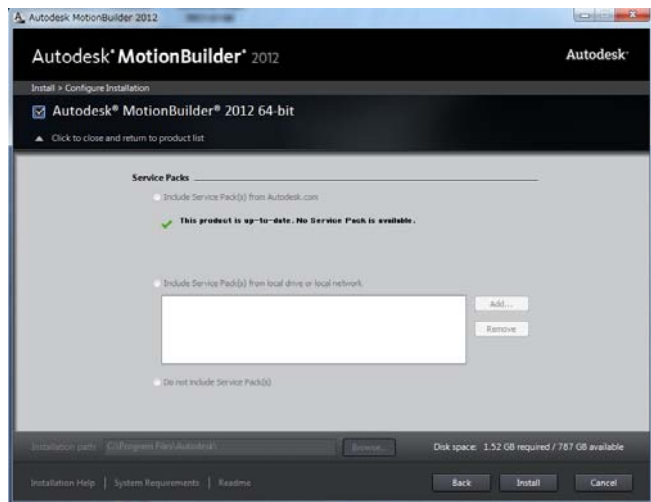 Autodesk MotionBuilder 2012
Autodesk® MotionBuilder® 2012
Autodesk®
Install > Configure Installation
Autodesk® MotionBuilder® 2012 64-bit
Click to close and return to product list
Service Packs
Include Service Pack(s) from Autodesk.com
This product is up-to-date. No Service Pack is available.
Include Service Pack(s) from local drive or local network
Add...
Remove
Do not include Service Pack(s)
Installation path: C:\Program Files\Autodesk\ Browse... Disk space: 1.52 GB required / 787 GB available
Installation Help | System Requirements | Readme Back Install Cancel